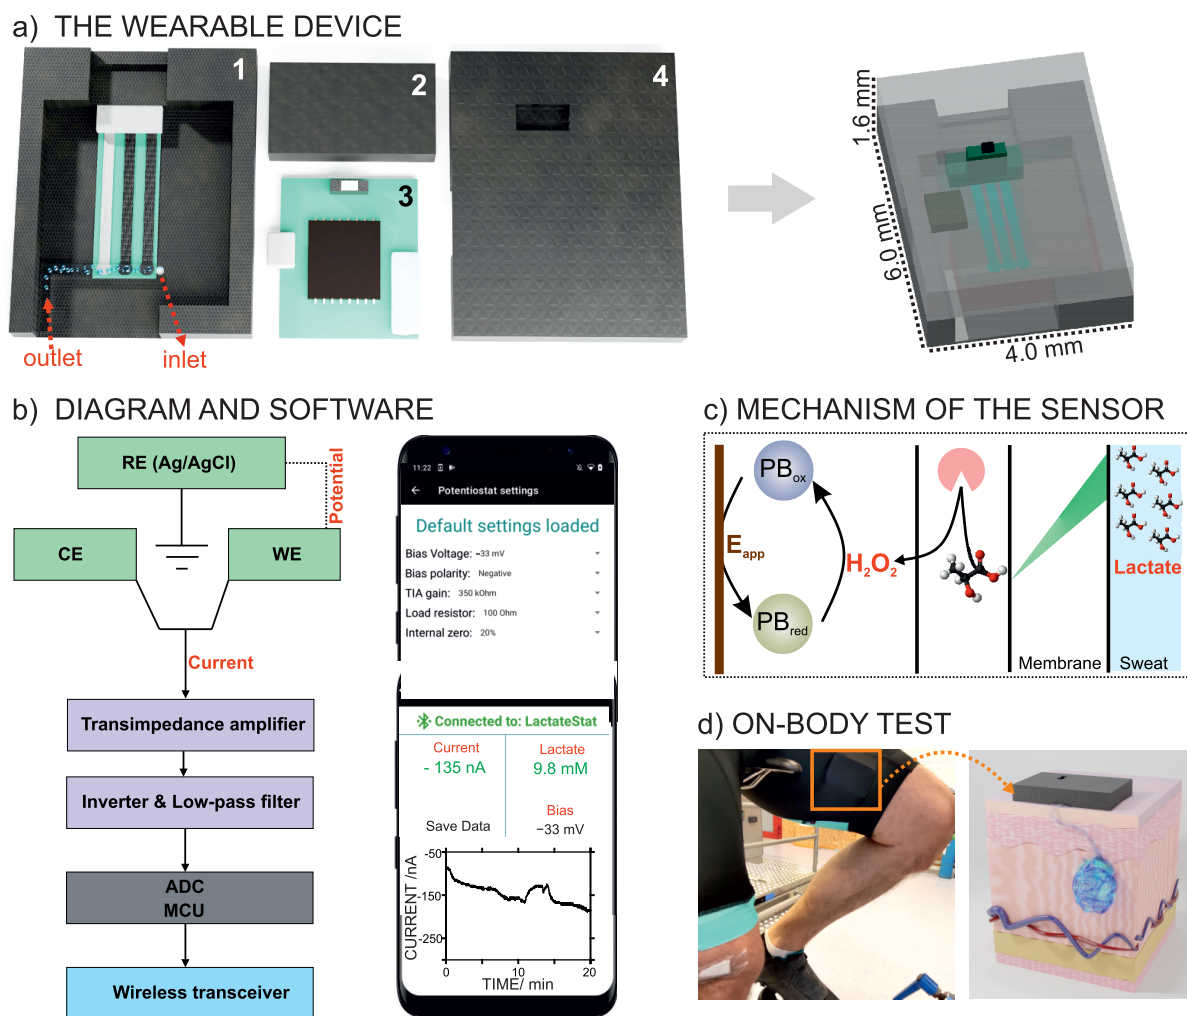 a) THE WEARABLE DEVICE
1
2
3
4
outlet
inlet
1.6 mm
6.0 mm
4.0 mm
b) DIAGRAM AND SOFTWARE
RE (Ag/AgCl)
Potential
CE
WE
Current
Transimpedance amplifier
Inverter & Low-pass filter
ADC
MCU
Wireless transceiver
11:22
Potentiostat settings
Default settings loaded
Bias Voltage: -33 mV
Bias polarity: Negative
TIA gain: 350 kOhm
Load resistor: 100 Ohm
Internal zero: 20%
Connected to: LactateStat
Current
- 135 nA
Lactate
9.8 mM
Save Data
Bias
−33 mV
CURRENT /nA
-50
-150
-250
0
10
20
TIME/ min
c) MECHANISM OF THE SENSOR
PBox
Eapp
H2O2
PBred
Lactate
Membrane
Sweat
d) ON-BODY TEST